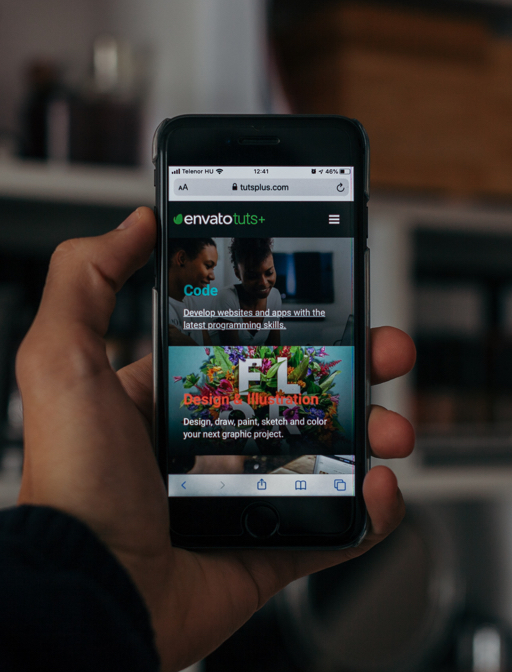 Telenor HU 12:41 46%
AA tutsplus.com
envatotuts+
Code
Develop websites and apps with the
latest programming skills.
FL
Design & Illustration
Design, draw, paint, sketch and color
your next graphic project.